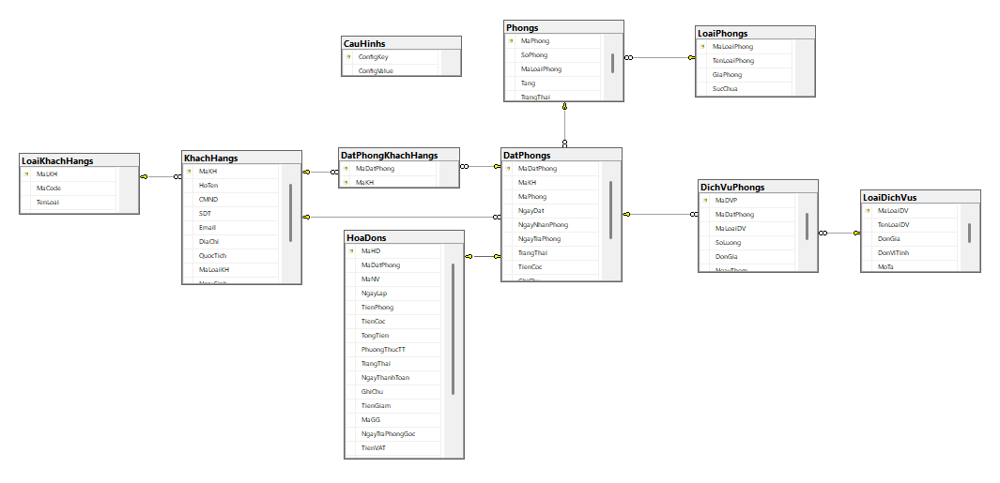 CauHinhs
ConfigKey
ConfigValue
Phongs
MaPhong
SoPhong
MaLoaiPhong
Tang
TrangThai
LoaiPhongs
MaLoaiPhong
TenLoaiPhong
GiaPhong
SucChua
LoaiKhachHangs
MaLKH
MaCode
TenLoai
KhachHangs
MaKH
HoTen
CMND
SDT
Email
DiaChi
QuocTich
MaLoaiKH
NgaySinh
DatPhongKhachHangs
MaDatPhong
MaKH
DatPhongs
MaDatPhong
MaKH
MaPhong
NgayDat
NgayNhanPhong
NgayTraPhong
TrangThai
TienCoc
GhiChu
HoaDons
MaHD
MaDatPhong
MaNV
NgayLap
TienPhong
TienCoc
TongTien
PhuongThucTT
TrangThai
NgayThanhToan
GhiChu
TienGiam
MaGG
NgayTraPhongGoc
TienVAT
DichVuPhongs
MaDVP
MaDatPhong
MaLoaiDV
SoLuong
DonGia
NgayThem
LoaiDichVus
MaLoaiDV
TenLoaiDV
DonGia
DonViTinh
MoTa